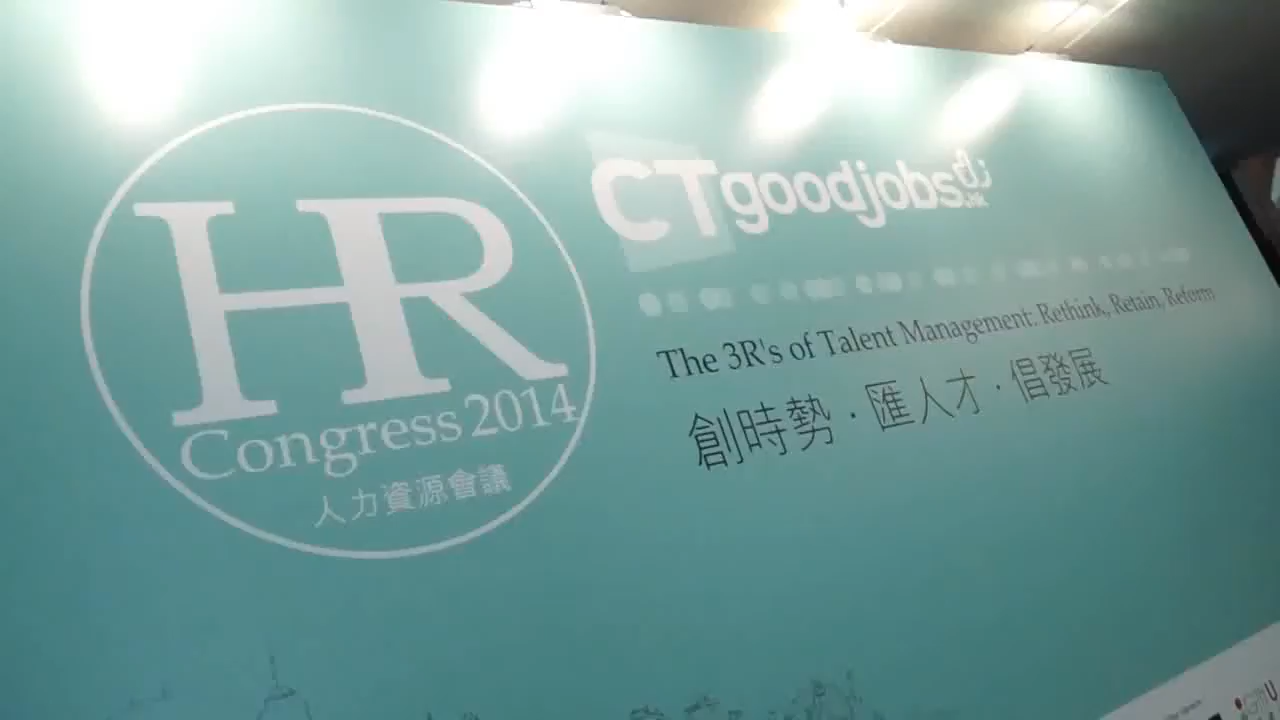 HR
Congress 2014
人力資源會議
CTgoodjobs
The 3R's of Talent Management: Rethink, Retain, Reform
創時勢．匯人才．倡發展